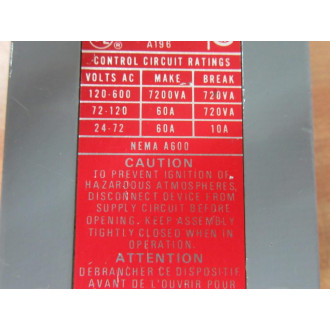 UL ®
A196
CONTROL CIRCUIT RATINGS
VOLTS AC MAKE BREAK
120-600 7200VA 720VA
72-120 60A 720VA
24-72 60A 10A
NEMA A600
CAUTION
TO PREVENT IGNITION OF
HAZARDOUS ATMOSPHERES,
DISCONNECT DEVICE FROM
SUPPLY CIRCUIT BEFORE
OPENING. KEEP ASSEMBLY
TIGHTLY CLOSED WHEN IN
OPERATION.
ATTENTION
DEBRANCHER CE DISPOSITIF
AVANT DE L'OUVRIR POUR